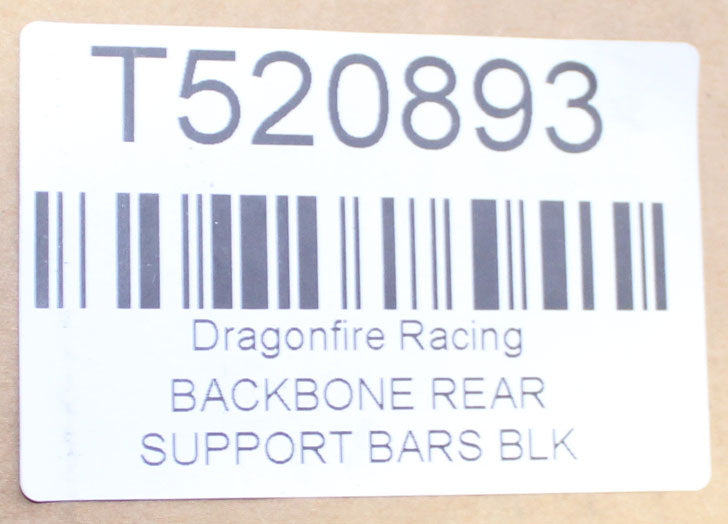 T520893
Dragonfire Racing
BACKBONE REAR
SUPPORT BARS BLK